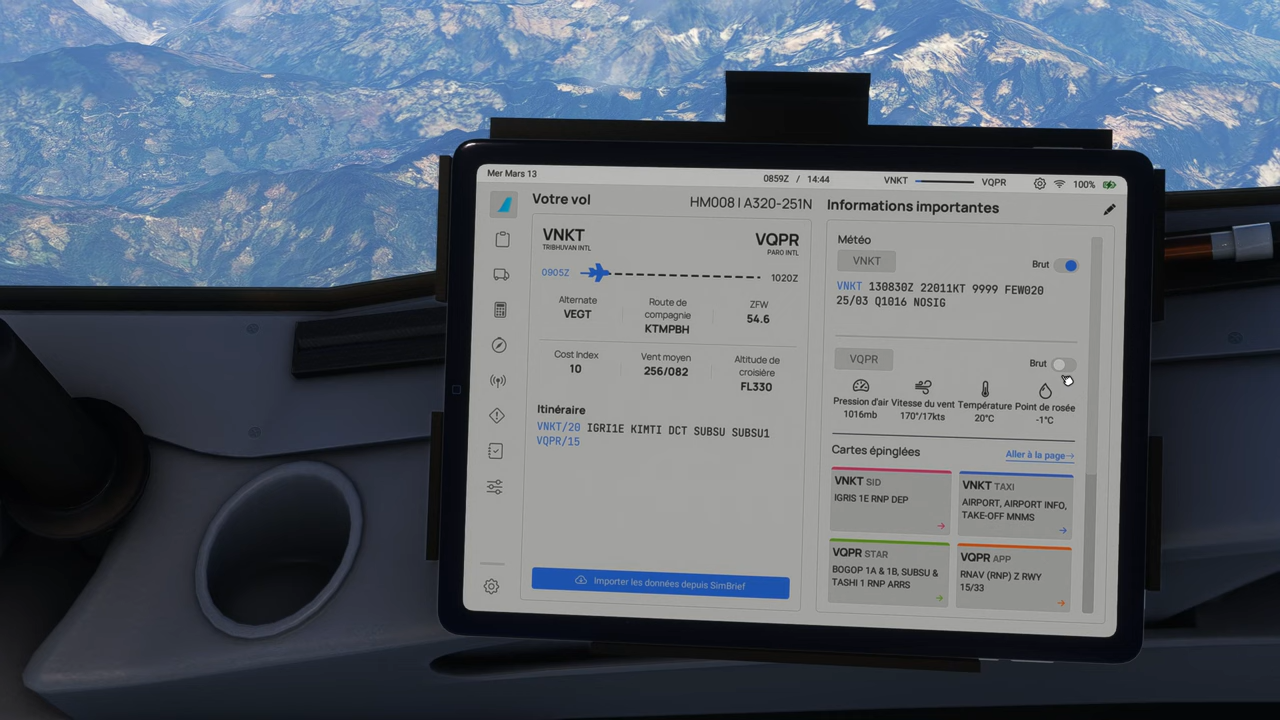 Mer Mars 13
0859Z / 14:44
VNKT VQPR
100%
Votre vol
HM008 | A320-251N
VNKT
TRIBHUVAN INTL
VQPR
PARO INTL
0905Z
1020Z
Alternate
VEGT
Route de
compagnie
KTMPBH
ZFW
54.6
Cost Index
10
Vent moyen
256/082
Altitude de
croisière
FL330
Itinéraire
VNKT/20 IGRI1E KIMTI DCT SUBSU SUBSU1
VQPR/15
Importer les données depuis SimBrief
Informations importantes
Météo
VNKT
Brut
VNKT 130830Z 22011KT 9999 FEW020
25/03 Q1016 NOSIG
VQPR
Brut
Pression d'air
1016mb
Vitesse du vent
170°/17kts
Température
20°C
Point de rosée
-1°C
Cartes épinglées
Aller à la page→
VNKT SID
IGRIS 1E RNP DEP
VNKT TAXI
AIRPORT, AIRPORT INFO,
TAKE-OFF MNMS
VQPR STAR
BOGOP 1A & 1B, SUBSU &
TASHI 1 RNP ARRS
VQPR APP
RNAV (RNP) Z RWY
15/33